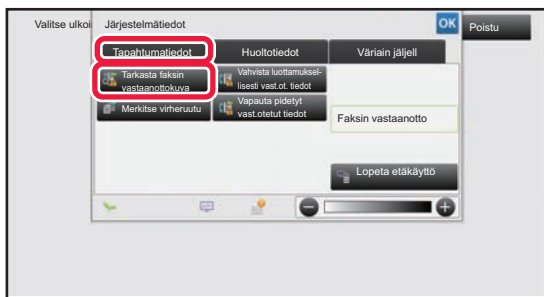 Valitse ulkoi
Järjestelmätiedot
OK
Poistu
Tapahtumatiedot
Huoltotiedot
Väriain jäljell
Tarkasta faksin
vastaanottokuva
Vahvista luottamuksel-
lisesti vast.ot. tiedot
Merkitse virheruutu
Vapauta pidetyt
vast.otetut tiedot
Faksin vastaanotto
Lopeta etäkäyttö